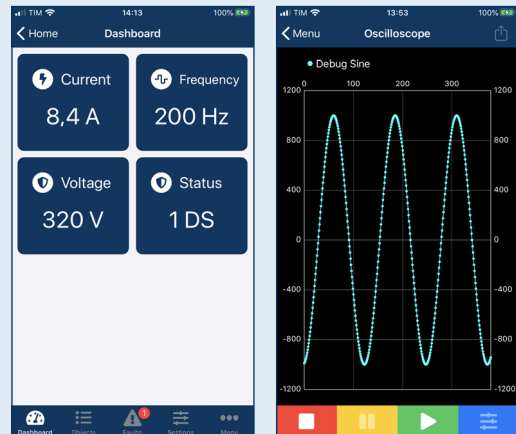 TIM 14:13 100%
Home Dashboard
Current
8,4 A
Frequency
200 Hz
Voltage
320 V
Status
1 DS
1
Dashboard Objects Faults Settings Menu
TIM 13:53 100%
Menu Oscilloscope
Debug Sine
0 100 200 300
1200 1200
800 800
400 400
0 0
-400 -400
-800 -800
-1200 -1200